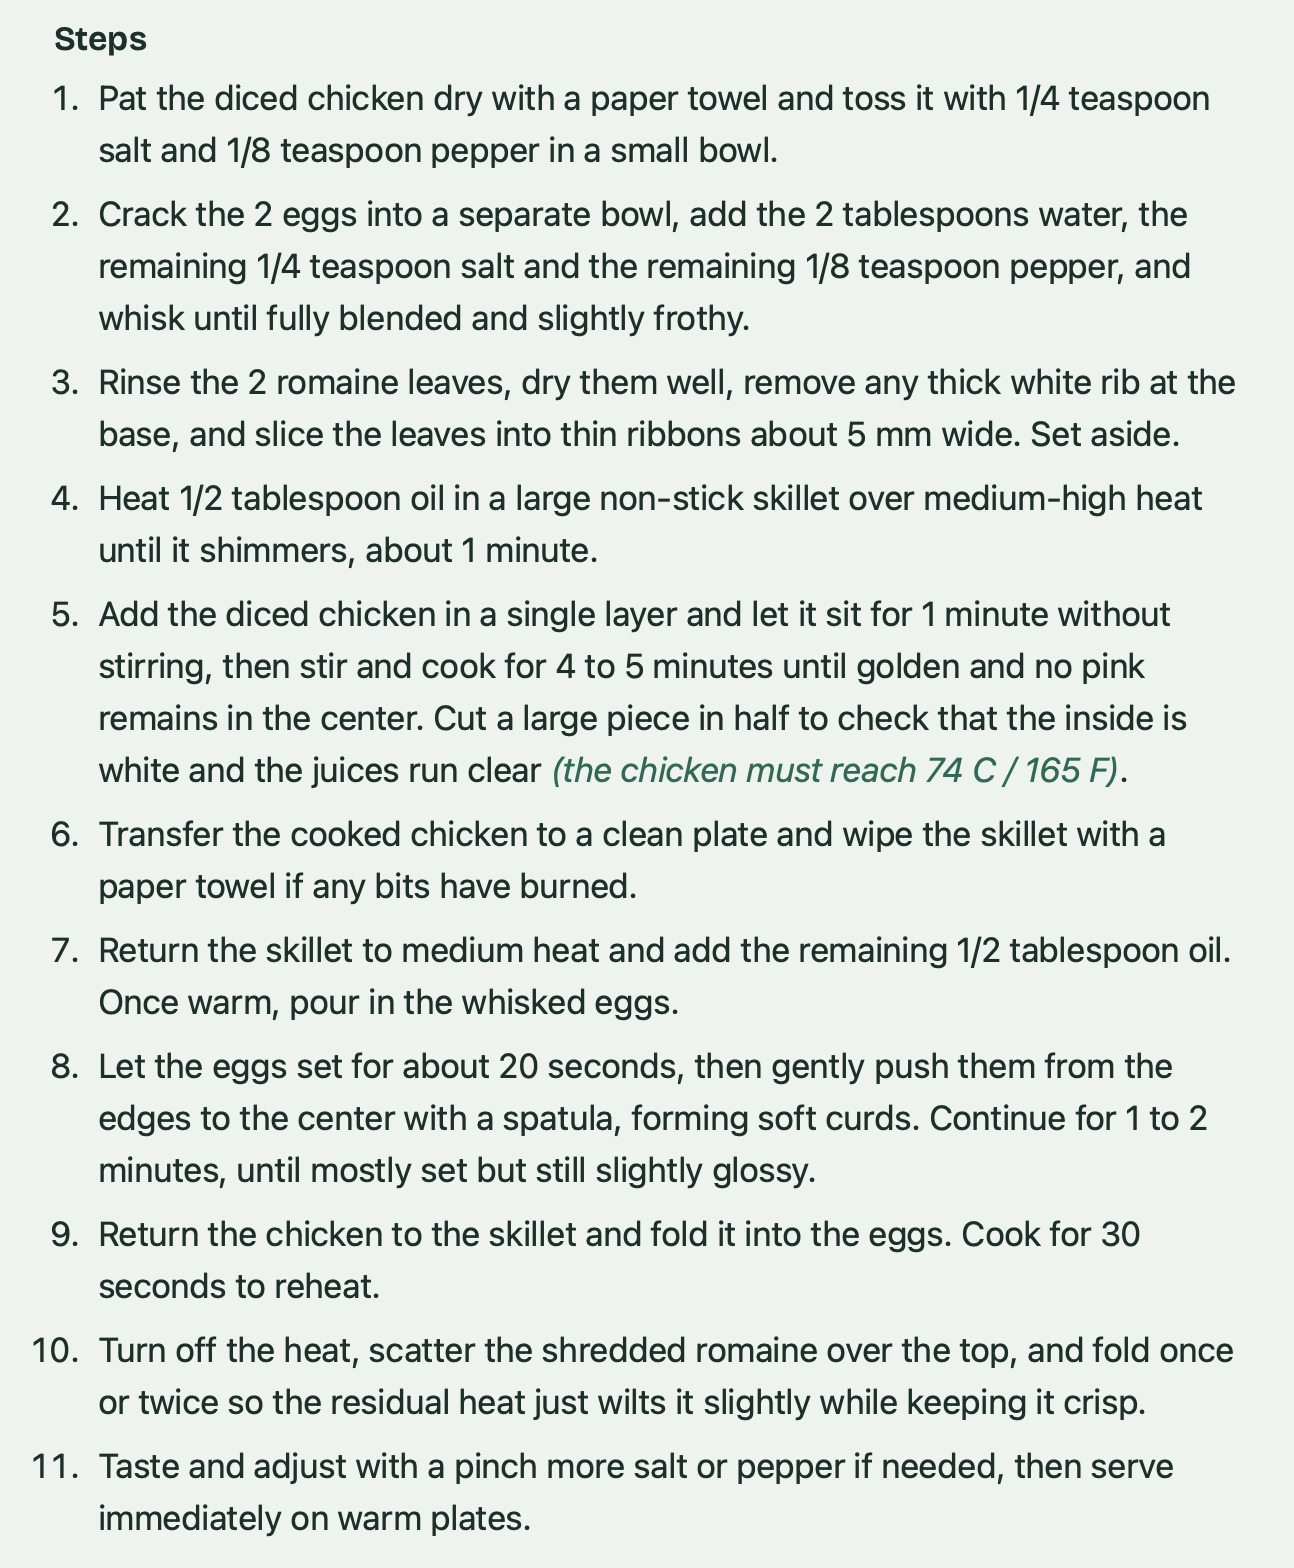 Steps
1. Pat the diced chicken dry with a paper towel and toss it with 1/4 teaspoon
salt and 1/8 teaspoon pepper in a small bowl.
2. Crack the 2 eggs into a separate bowl, add the 2 tablespoons water, the
remaining 1/4 teaspoon salt and the remaining 1/8 teaspoon pepper, and
whisk until fully blended and slightly frothy.
3. Rinse the 2 romaine leaves, dry them well, remove any thick white rib at the
base, and slice the leaves into thin ribbons about 5 mm wide. Set aside.
4. Heat 1/2 tablespoon oil in a large non-stick skillet over medium-high heat
until it shimmers, about 1 minute.
5. Add the diced chicken in a single layer and let it sit for 1 minute without
stirring, then stir and cook for 4 to 5 minutes until golden and no pink
remains in the center. Cut a large piece in half to check that the inside is
white and the juices run clear (the chicken must reach 74 C / 165 F).
6. Transfer the cooked chicken to a clean plate and wipe the skillet with a
paper towel if any bits have burned.
7. Return the skillet to medium heat and add the remaining 1/2 tablespoon oil.
Once warm, pour in the whisked eggs.
8. Let the eggs set for about 20 seconds, then gently push them from the
edges to the center with a spatula, forming soft curds. Continue for 1 to 2
minutes, until mostly set but still slightly glossy.
9. Return the chicken to the skillet and fold it into the eggs. Cook for 30
seconds to reheat.
10. Turn off the heat, scatter the shredded romaine over the top, and fold once
or twice so the residual heat just wilts it slightly while keeping it crisp.
11. Taste and adjust with a pinch more salt or pepper if needed, then serve
immediately on warm plates.